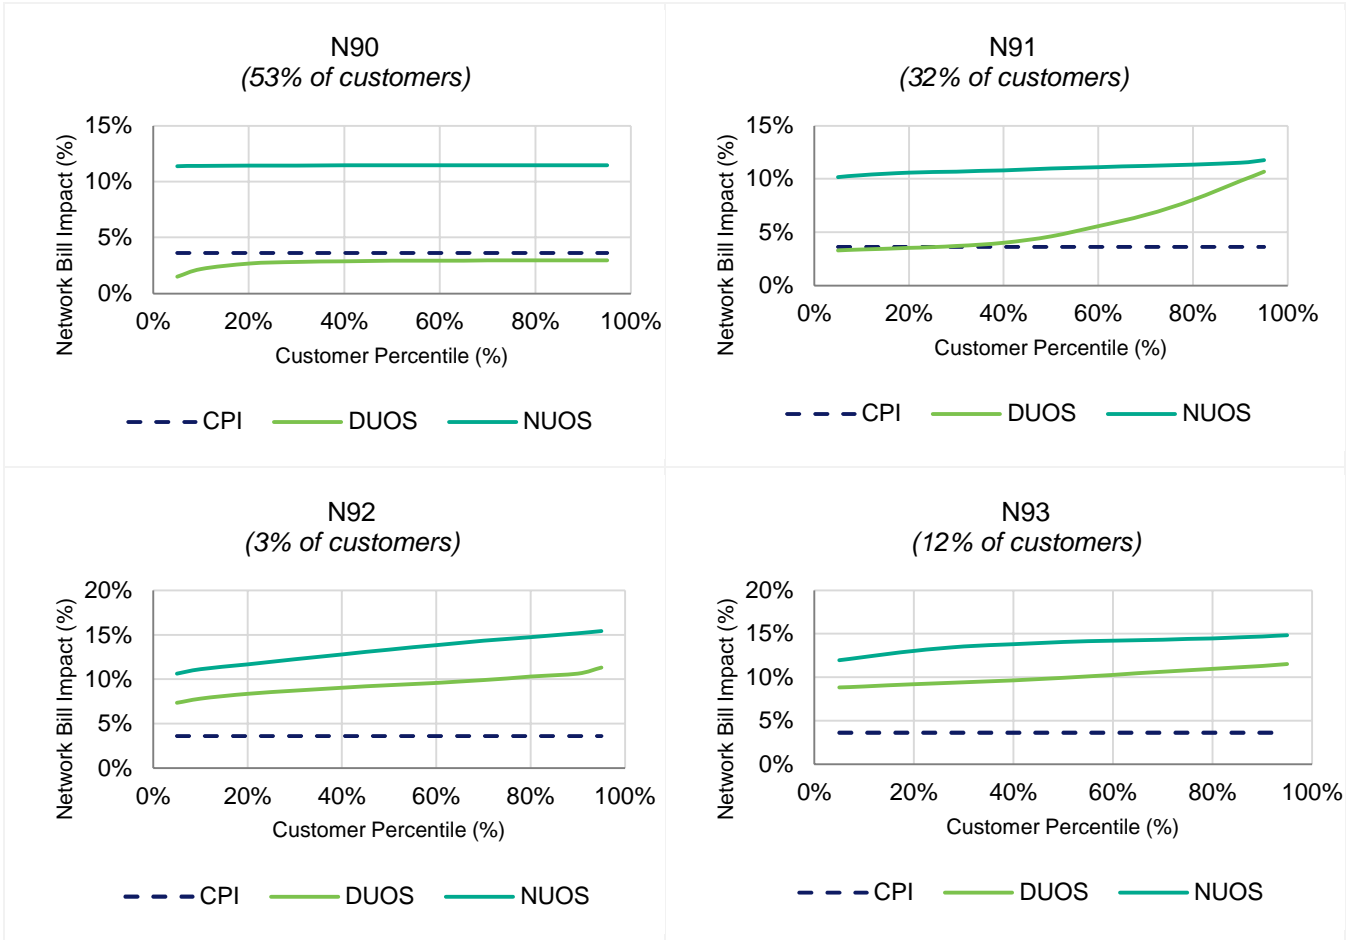 N90
(53% of customers)
Network Bill Impact (%)
15%
10%
5%
0%
0% 20% 40% 60% 80% 100%
Customer Percentile (%)
CPI DUOS NUOS
N91
(32% of customers)
Network Bill Impact (%)
15%
10%
5%
0%
0% 20% 40% 60% 80% 100%
Customer Percentile (%)
CPI DUOS NUOS
N92
(3% of customers)
Network Bill Impact (%)
20%
15%
10%
5%
0%
0% 20% 40% 60% 80% 100%
Customer Percentile (%)
CPI DUOS NUOS
N93
(12% of customers)
Network Bill Impact (%)
20%
15%
10%
5%
0%
0% 20% 40% 60% 80% 100%
Customer Percentile (%)
CPI DUOS NUOS